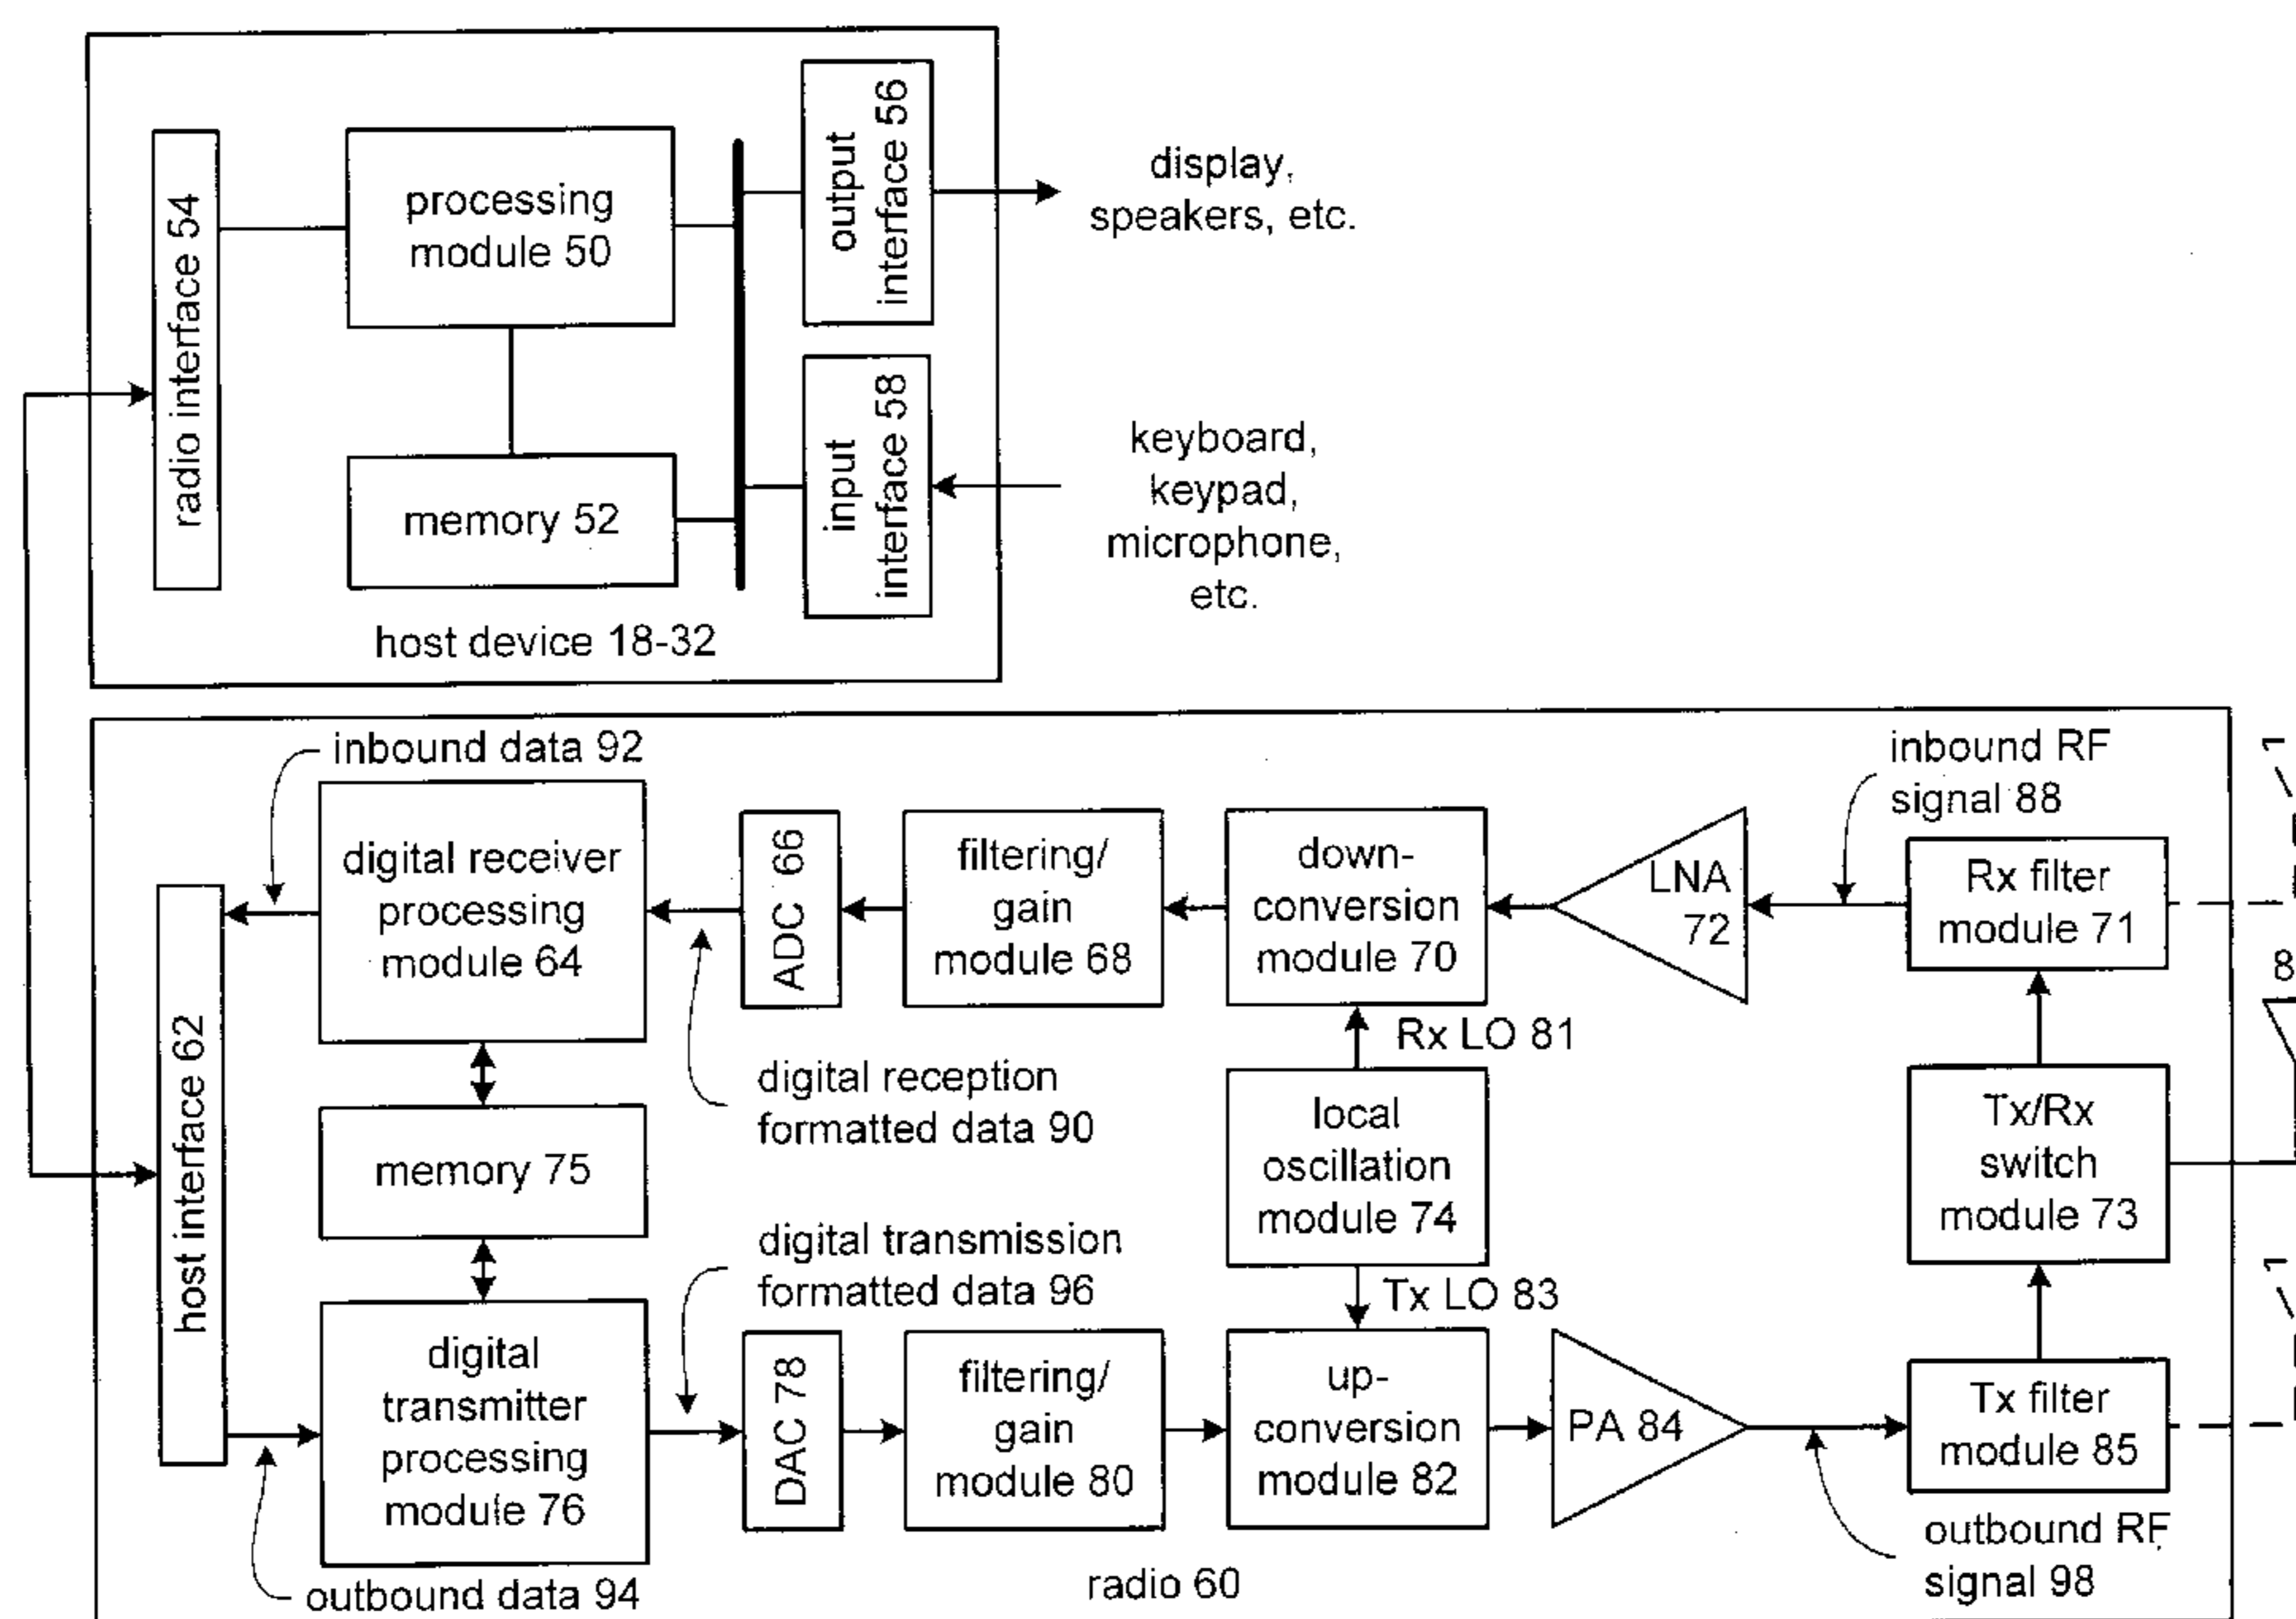 radio interface 54
processing
module 50
memory 52
output
interface 56
input
interface 58
display,
speakers, etc.
keyboard,
keypad,
microphone,
etc.
host device 18-32
inbound data 92
digital receiver
processing
module 64
ADC 66
filtering/
gain
module 68
down-
conversion
module 70
LNA
72
inbound RF
signal 88
Rx filter
module 71
host interface 62
digital reception
formatted data 90
Rx LO 81
memory 75
local
oscillation
module 74
Tx/Rx
switch
module 73
digital transmission
formatted data 96
Tx LO 83
digital
transmitter
processing
module 76
DAC 78
filtering/
gain
module 80
up-
conversion
module 82
PA 84
Tx filter
module 85
outbound data 94
radio 60
outbound RF
signal 98